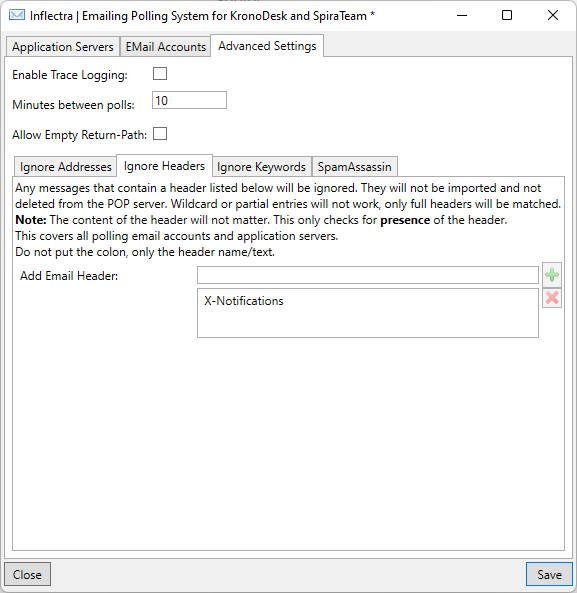 Inflectra | Emailing Polling System for KronoDesk and SpiraTeam *
Application Servers EMail Accounts Advanced Settings
Enable Trace Logging:
Minutes between polls: 10
Allow Empty Return-Path:
Ignore Addresses Ignore Headers Ignore Keywords SpamAssassin
Any messages that contain a header listed below will be ignored. They will not be imported and not
deleted from the POP server. Wildcard or partial entries will not work, only full headers will be matched.
Note: The content of the header will not matter. This only checks for presence of the header.
This covers all polling email accounts and application servers.
Do not put the colon, only the header name/text.
Add Email Header:
X-Notifications
Close Save